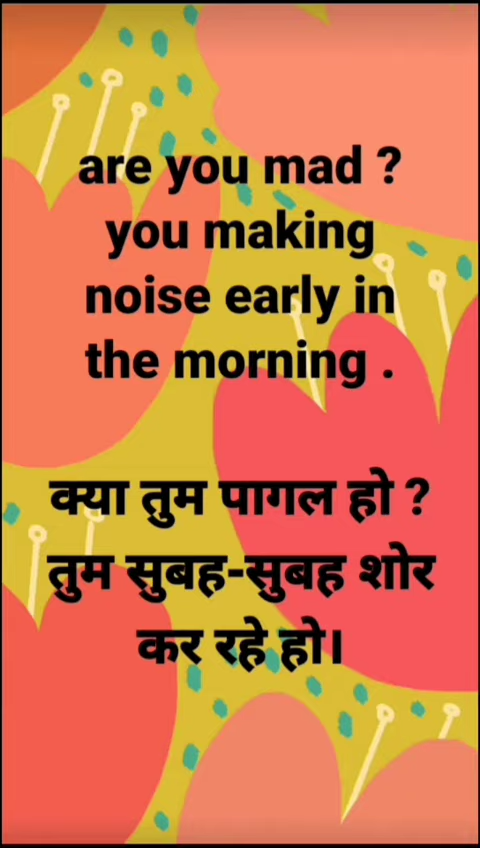 are you mad ?
you making
noise early in
the morning .
क्या तुम पागल हो ?
तुम सुबह-सुबह शोर
कर रहे हो।